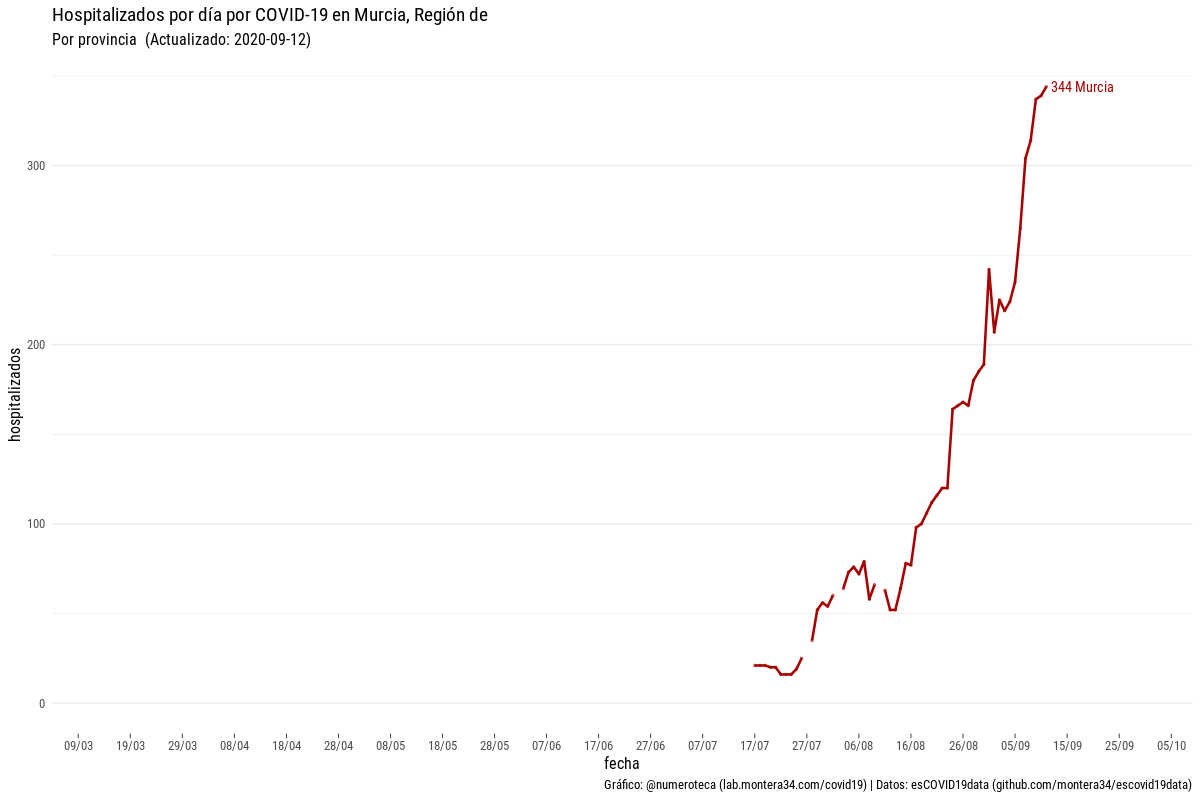 Hospitalizados por día por COVID-19 en Murcia, Región de
Por provincia  (Actualizado: 2020-09-12)
344 Murcia
300
200
100
0
hospitalizados
09/03 19/03 29/03 08/04 18/04 28/04 08/05 18/05 28/05 07/06 17/06 27/06 07/07 17/07 27/07 06/08 16/08 26/08 05/09 15/09 25/09 05/10
fecha
Gráfico: @numeroteca (lab.montera34.com/covid19) | Datos: esCOVID19data (github.com/montera34/escovid19data)